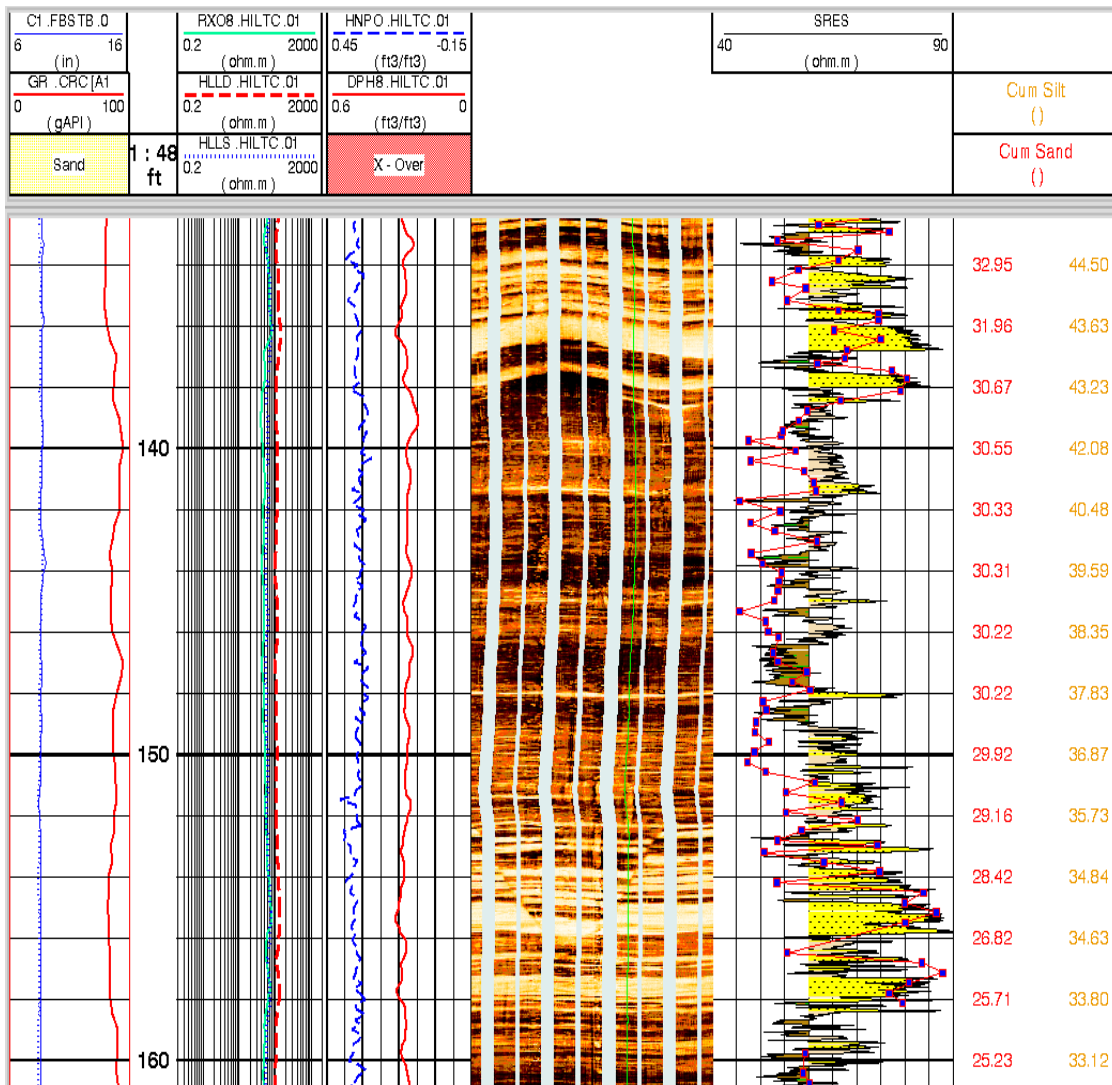 C1 .FBSTB .0
6 16
(in)
GR .CRC [A1
0 100
(gAPI)
Sand
1 : 48
ft
RXO8 .HILTC .01
0.2 2000
(ohm.m)
HLLD .HILTC .01
0.2 2000
(ohm.m)
HLLS .HILTC .01
0.2 2000
(ohm.m)
HNPO .HILTC .01
0.45 -0.15
(ft3/ft3)
DPH8 .HILTC .01
0.6 0
(ft3/ft3)
X - Over
SRES
40 90
(ohm.m)
Cum Silt
()
Cum Sand
()
32.95 44.50
31.96 43.63
30.67 43.23
140 30.55 42.08
30.33 40.48
30.31 39.59
30.22 38.35
30.22 37.83
150 29.92 36.87
29.16 35.73
28.42 34.84
26.82 34.63
25.71 33.80
160 25.23 33.12